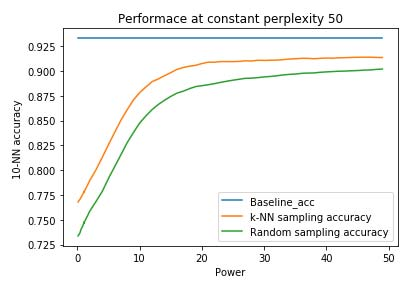 Performace at constant perplexity 50
0.925
0.900
0.875
0.850
0.825
0.800
0.775
0.750
0.725
10-NN accuracy
Baseline_acc
k-NN sampling accuracy
Random sampling accuracy
0 10 20 30 40 50
Power